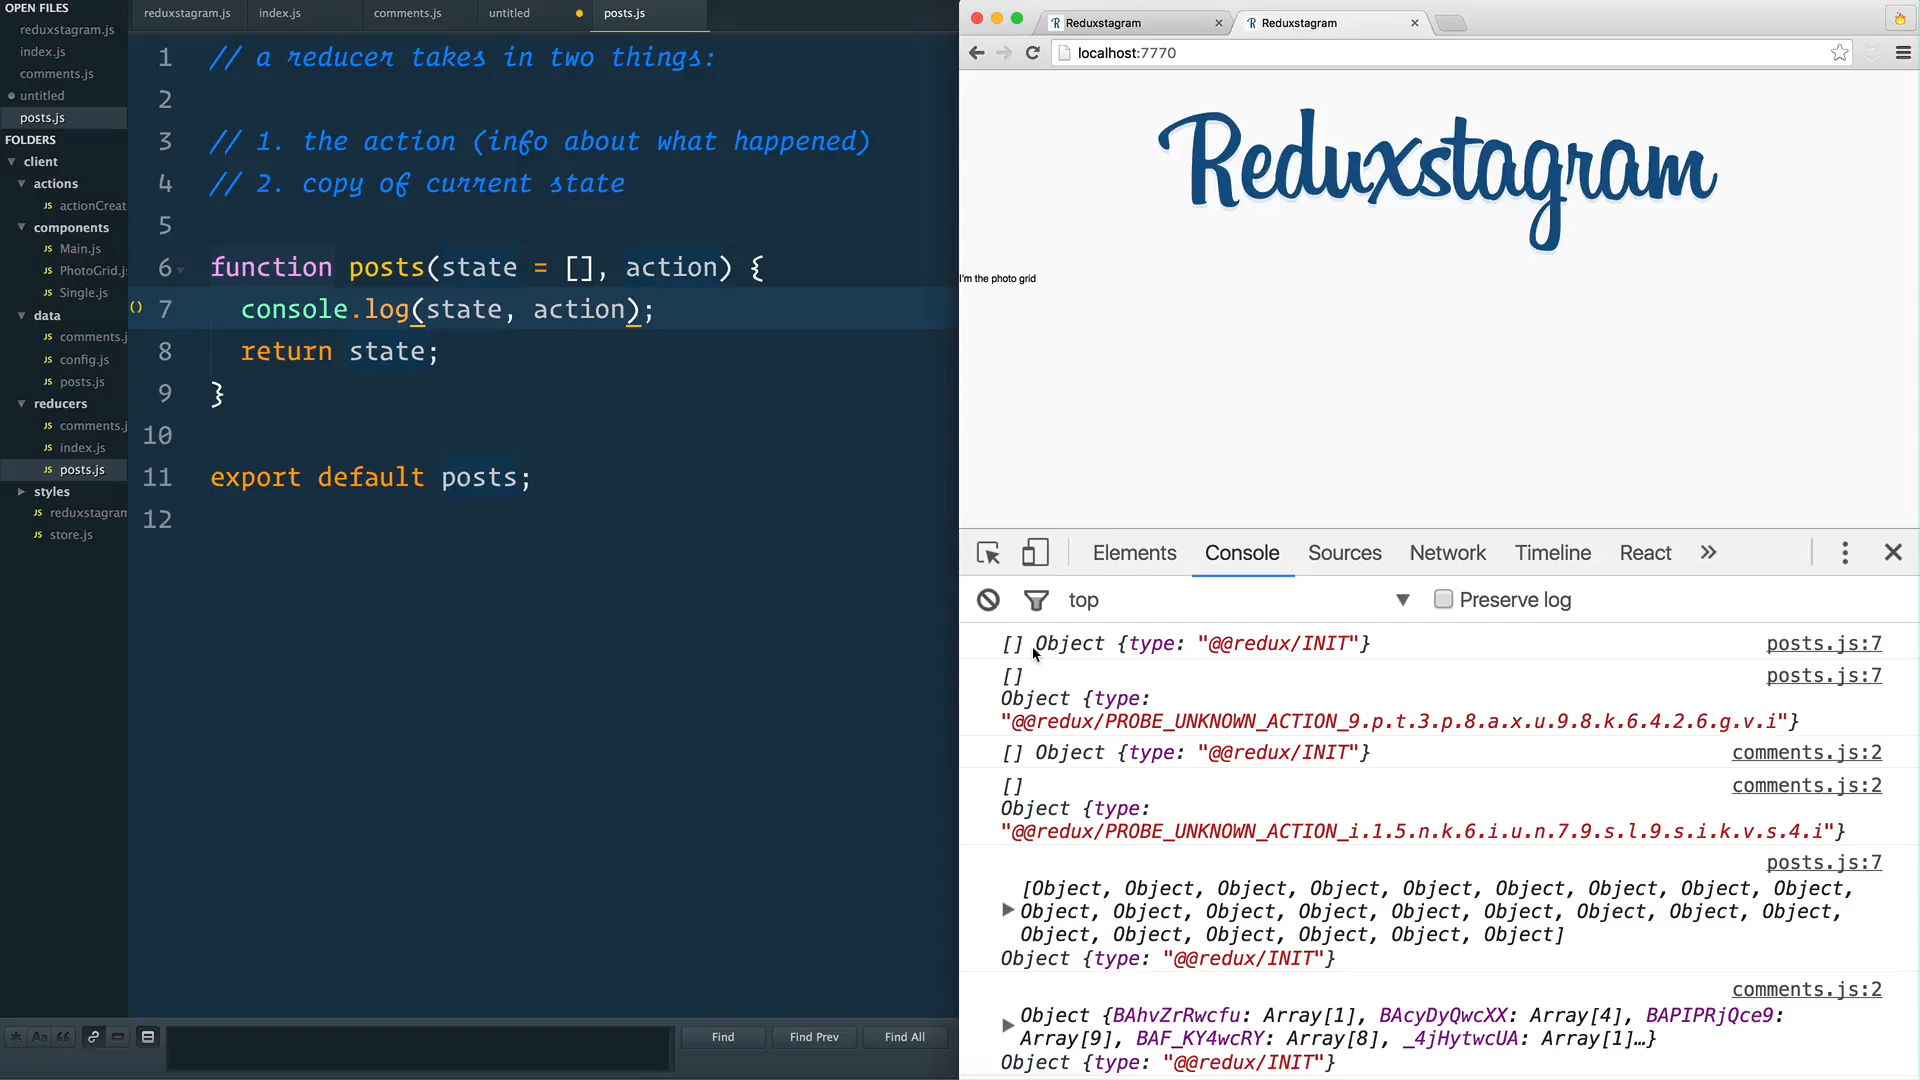 OPEN FILES
reduxstagram.js
index.js
comments.js
untitled
posts.js
FOLDERS
client
actions
actionCreat
components
Main.js
PhotoGrid.js
Single.js
data
comments.j
config.js
posts.js
reducers
comments.j
index.js
posts.js
styles
reduxstagram
store.js
reduxstagram.js
index.js
comments.js
untitled
posts.js
1 // a reducer takes in two things:
2
3 // 1. the action (info about what happened)
4 // 2. copy of current state
5
6 function posts(state = [], action) {
7 console.log(state, action);
8 return state;
9 }
10
11 export default posts;
12
Find
Find Prev
Find All
Reduxstagram
Reduxstagram
localhost:7770
Reduxstagram
I'm the photo grid
Elements Console Sources Network Timeline React
top
Preserve log
[] Object {type: "@@redux/INIT"} posts.js:7
[] posts.js:7
Object {type:
"@@redux/PROBE_UNKNOWN_ACTION_9.p.t.3.p.8.a.x.u.9.8.k.6.4.2.6.g.v.i"}
[] Object {type: "@@redux/INIT"} comments.js:2
[] comments.js:2
Object {type:
"@@redux/PROBE_UNKNOWN_ACTION_i.1.5.n.k.6.i.u.n.7.9.s.l.9.s.i.k.v.s.4.i"}
posts.js:7
[Object, Object, Object, Object, Object, Object, Object, Object, Object,
Object, Object, Object, Object, Object, Object, Object, Object, Object,
Object, Object, Object, Object, Object, Object]
Object {type: "@@redux/INIT"}
comments.js:2
Object {BAhvZrRwcfu: Array[1], BAcyDyQwcXX: Array[4], BAPIPRjQce9:
Array[9], BAF_KY4wcRY: Array[8], _4jHytwcUA: Array[1]…}
Object {type: "@@redux/INIT"}